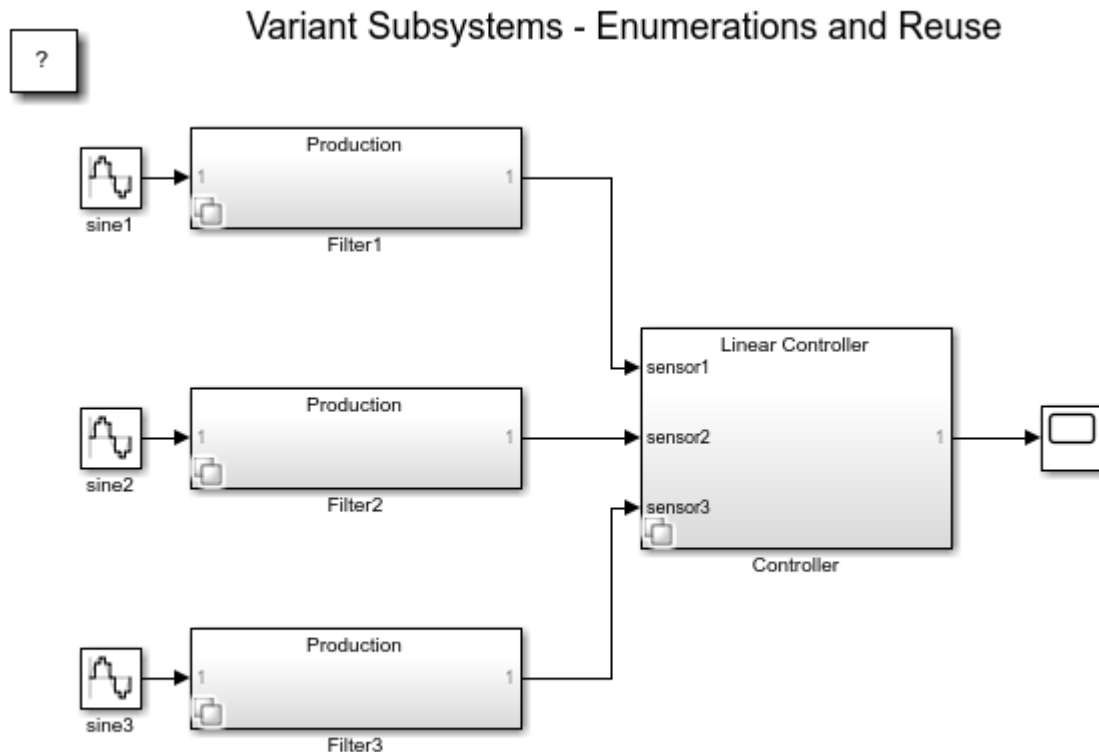 Variant Subsystems - Enumerations and Reuse
?
Production
1 1
sine1
Filter1
Linear Controller
sensor1
Production
1 1
sensor2 1
sine2
Filter2
sensor3
Controller
Production
1 1
sine3
Filter3